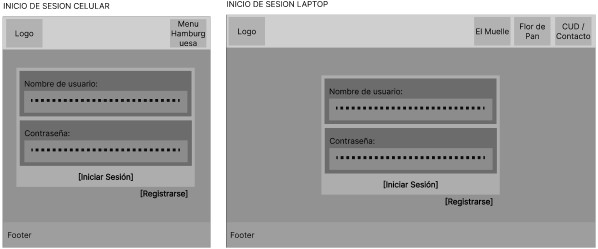 INICIO DE SESION CELULAR
Logo
Menu
Hamburg
uesa
Nombre de usuario:
Contraseña:
[Iniciar Sesión]
[Registrarse]
Footer
INICIO DE SESION LAPTOP
Logo
El Muelle
Flor de
Pan
CUD /
Contacto
Nombre de usuario:
Contraseña:
[Iniciar Sesión]
[Registrarse]
Footer